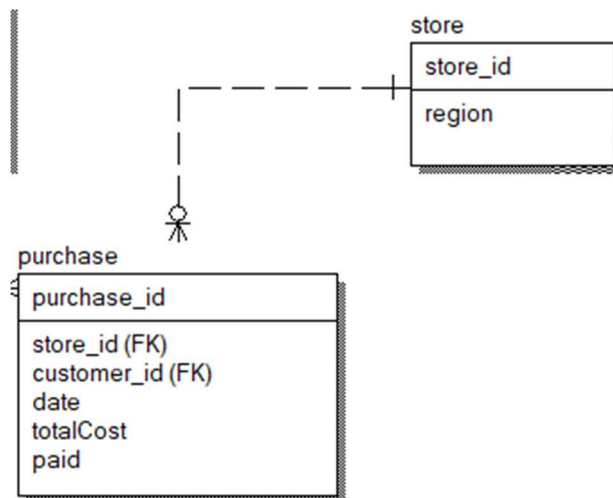 store
store_id
region
purchase
purchase_id
store_id (FK)
customer_id (FK)
date
totalCost
paid